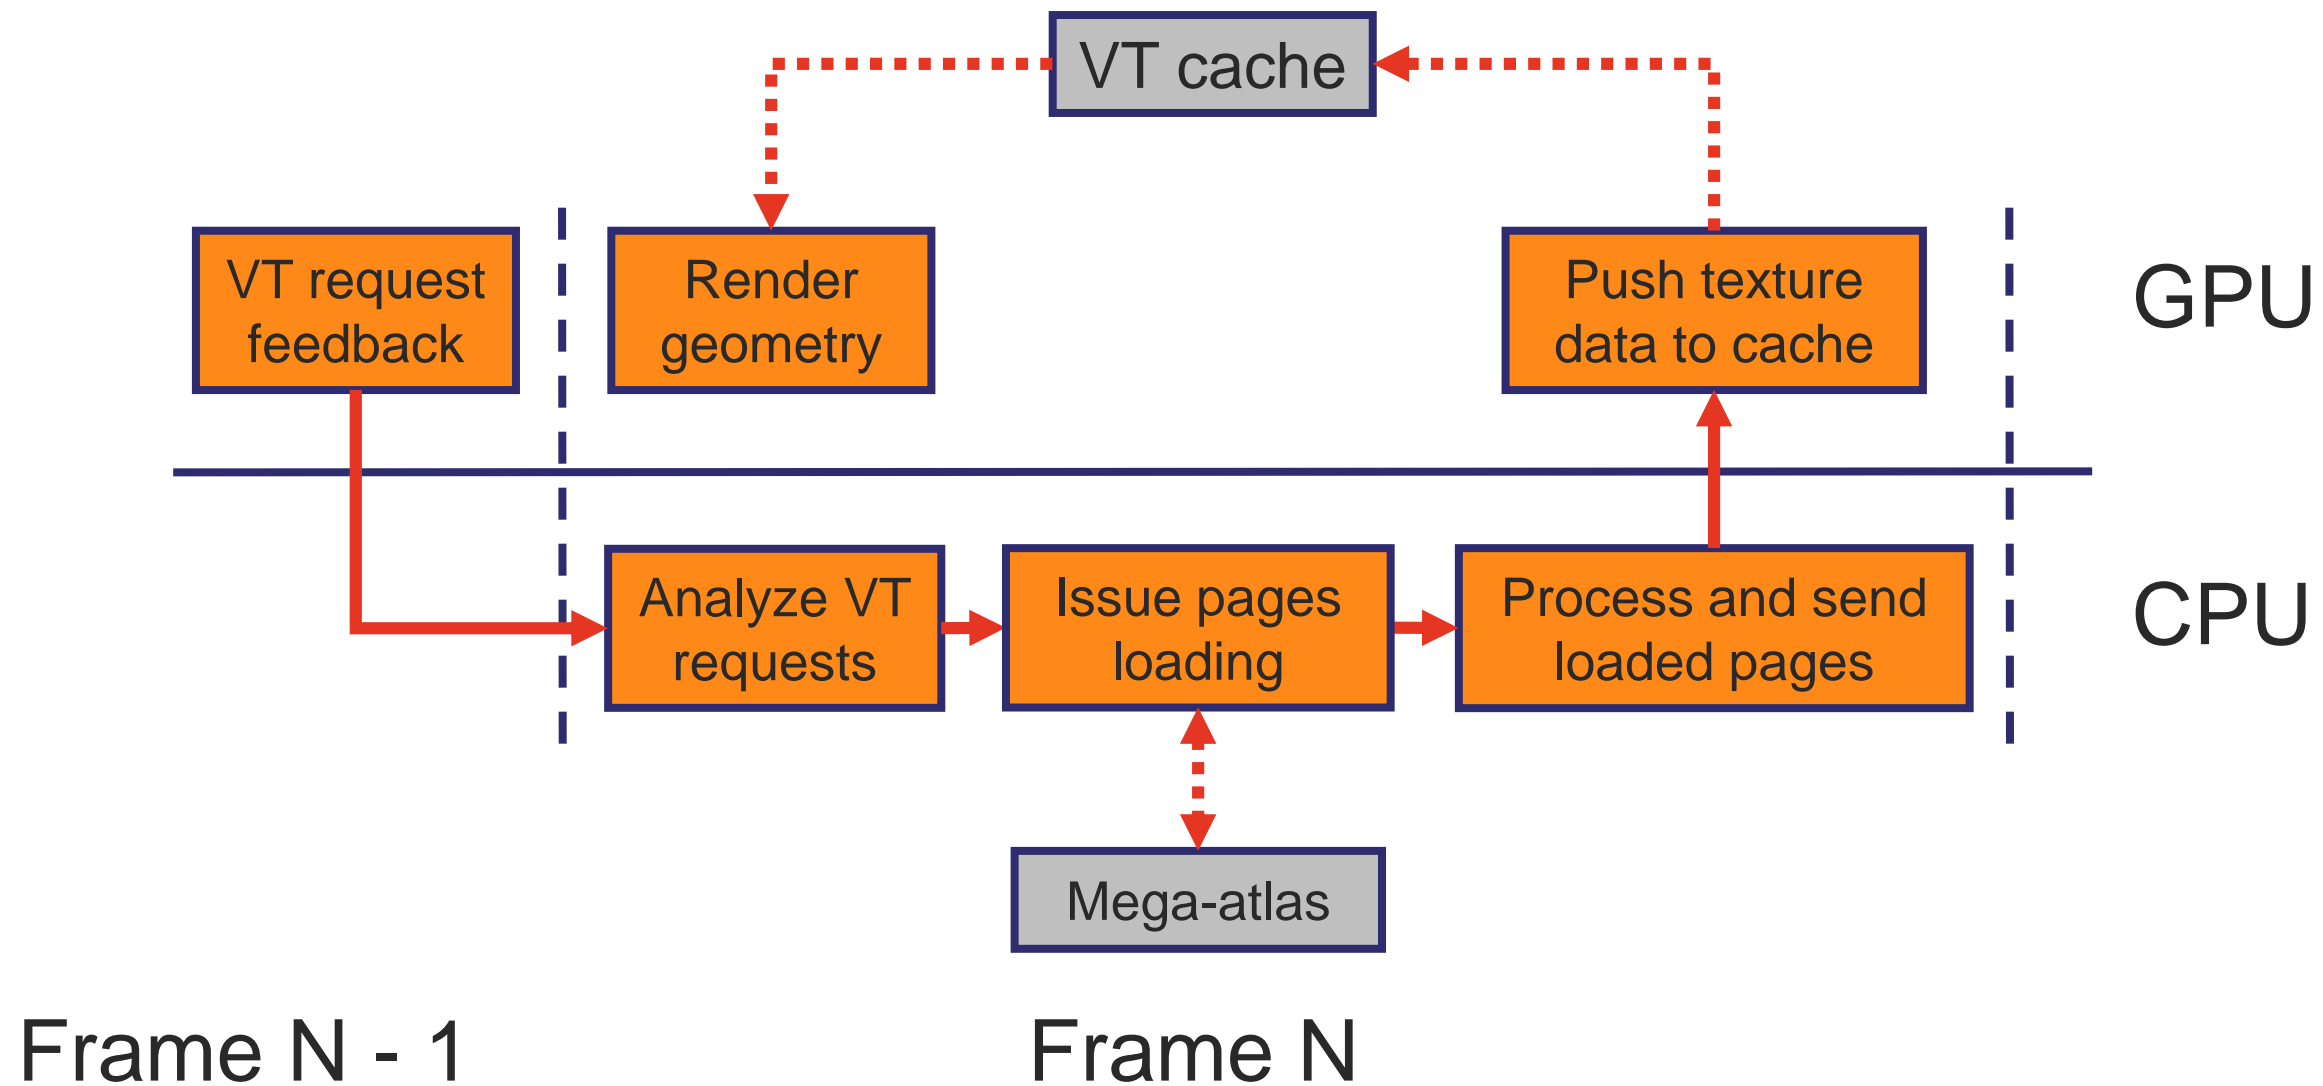 VT cache
VT request
feedback
Render
geometry
Push texture
data to cache
GPU
Analyze VT
requests
Issue pages
loading
Process and send
loaded pages
CPU
Mega-atlas
Frame N - 1
Frame N